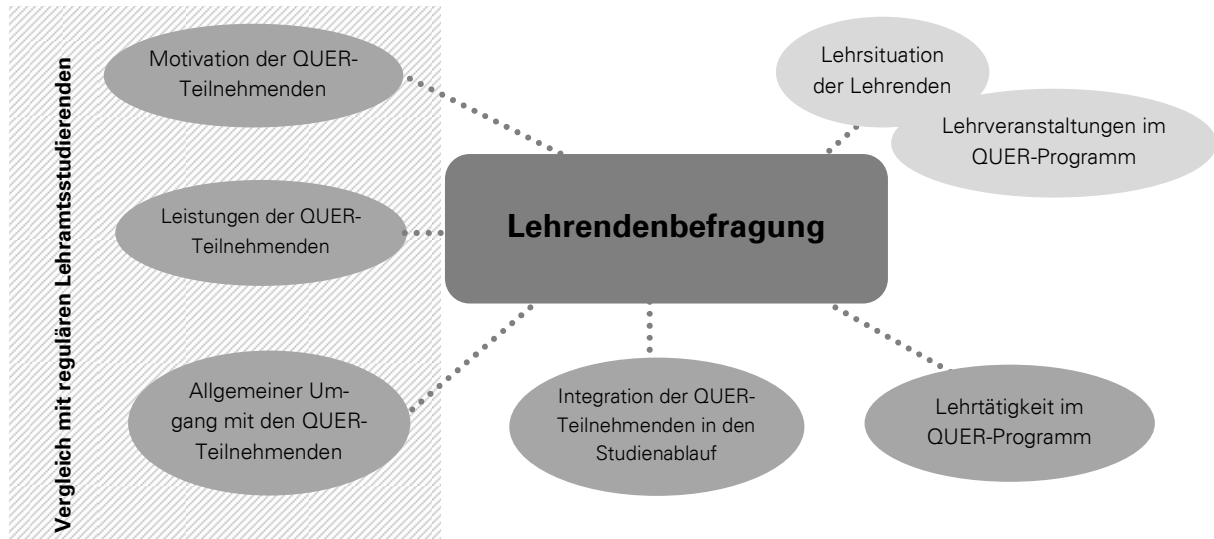 Vergleich mit regulären Lehramtsstudierenden
Motivation der QUER-
Teilnehmenden
Lehrsituation
der Lehrenden
Lehrveranstaltungen im
QUER-Programm
Leistungen der QUER-
Teilnehmenden
Lehrendenbefragung
Allgemeiner Um-
gang mit den QUER-
Teilnehmenden
Integration der QUER-
Teilnehmenden in den
Studienablauf
Lehrtätigkeit im
QUER-Programm